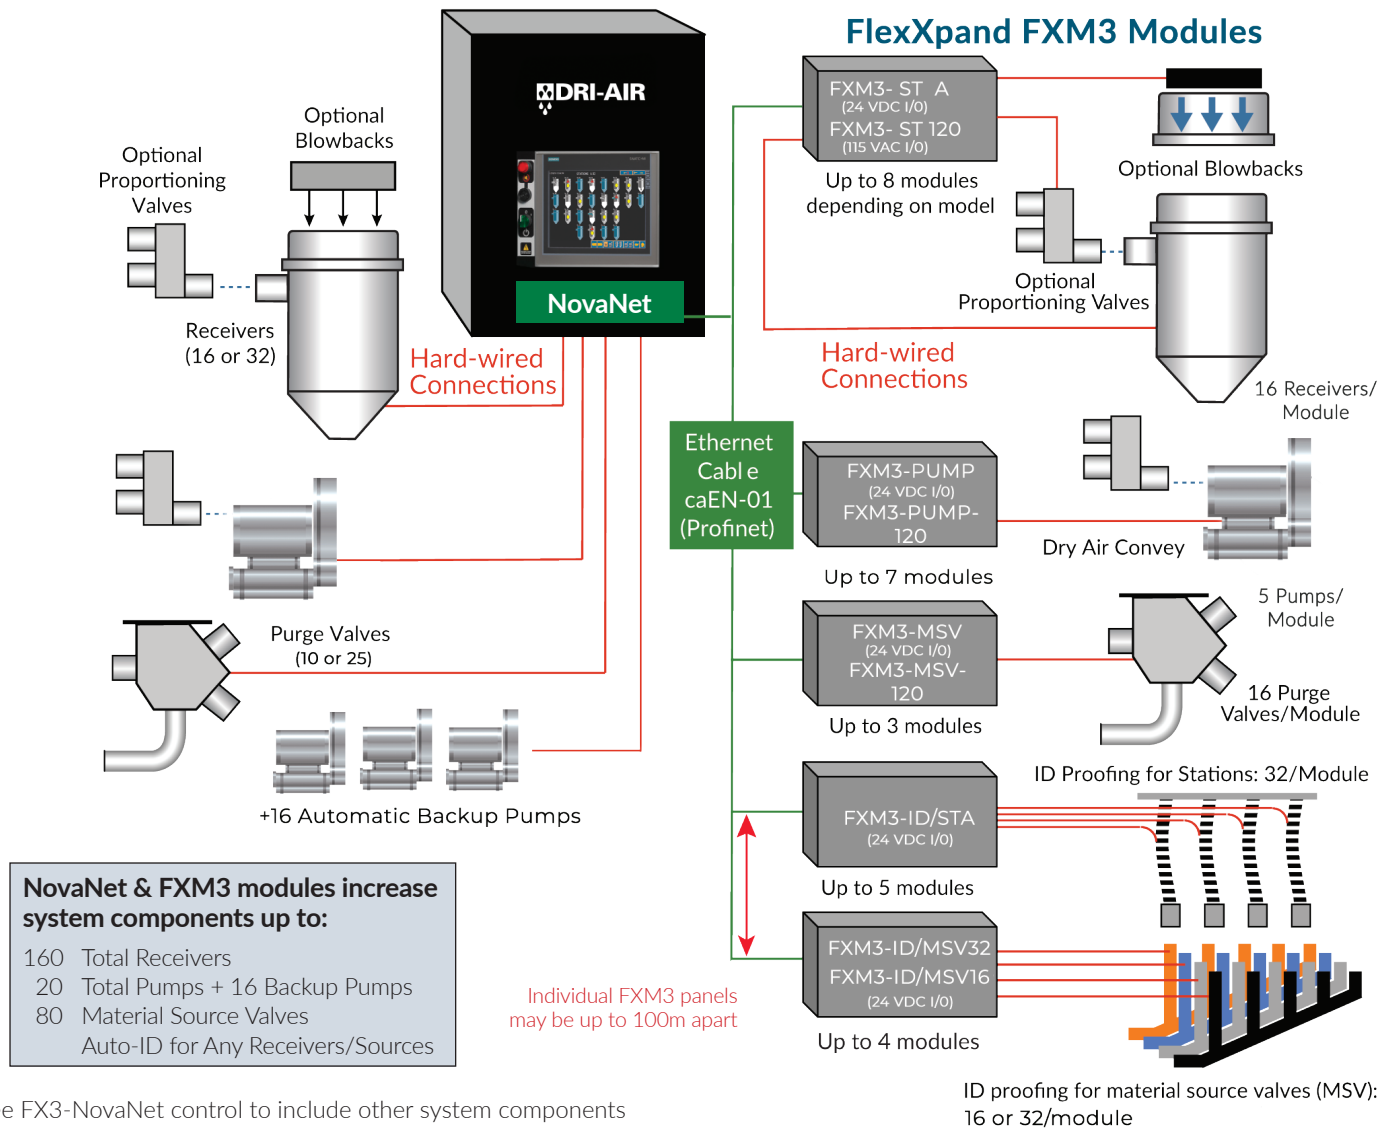 FlexXpand FXM3 Modules
DRI-AIR
NovaNet
Optional
Blowbacks
Optional
Proportioning
Valves
Receivers
(16 or 32)
Hard-wired
Connections
Purge Valves
(10 or 25)
+16 Automatic Backup Pumps
NovaNet & FXM3 modules increase
system components up to:
160 Total Receivers
20 Total Pumps + 16 Backup Pumps
80 Material Source Valves
Auto-ID for Any Receivers/Sources
e FX3-NovaNet control to include other system components
Ethernet
Cabl e
caEN-01
(Profinet)
Individual FXM3 panels
may be up to 100m apart
FXM3- ST A
(24 VDC I/0)
FXM3- ST 120
(115 VAC I/0)
Up to 8 modules
depending on model
Optional Blowbacks
Optional
Proportioning Valves
Hard-wired
Connections
16 Receivers/
Module
FXM3-PUMP
(24 VDC I/0)
FXM3-PUMP-
120
Up to 7 modules
Dry Air Convey
5 Pumps/
Module
FXM3-MSV
(24 VDC I/0)
FXM3-MSV-
120
Up to 3 modules
16 Purge
Valves/Module
ID Proofing for Stations: 32/Module
FXM3-ID/STA
(24 VDC I/0)
Up to 5 modules
FXM3-ID/MSV32
FXM3-ID/MSV16
(24 VDC I/0)
Up to 4 modules
ID proofing for material source valves (MSV):
16 or 32/module